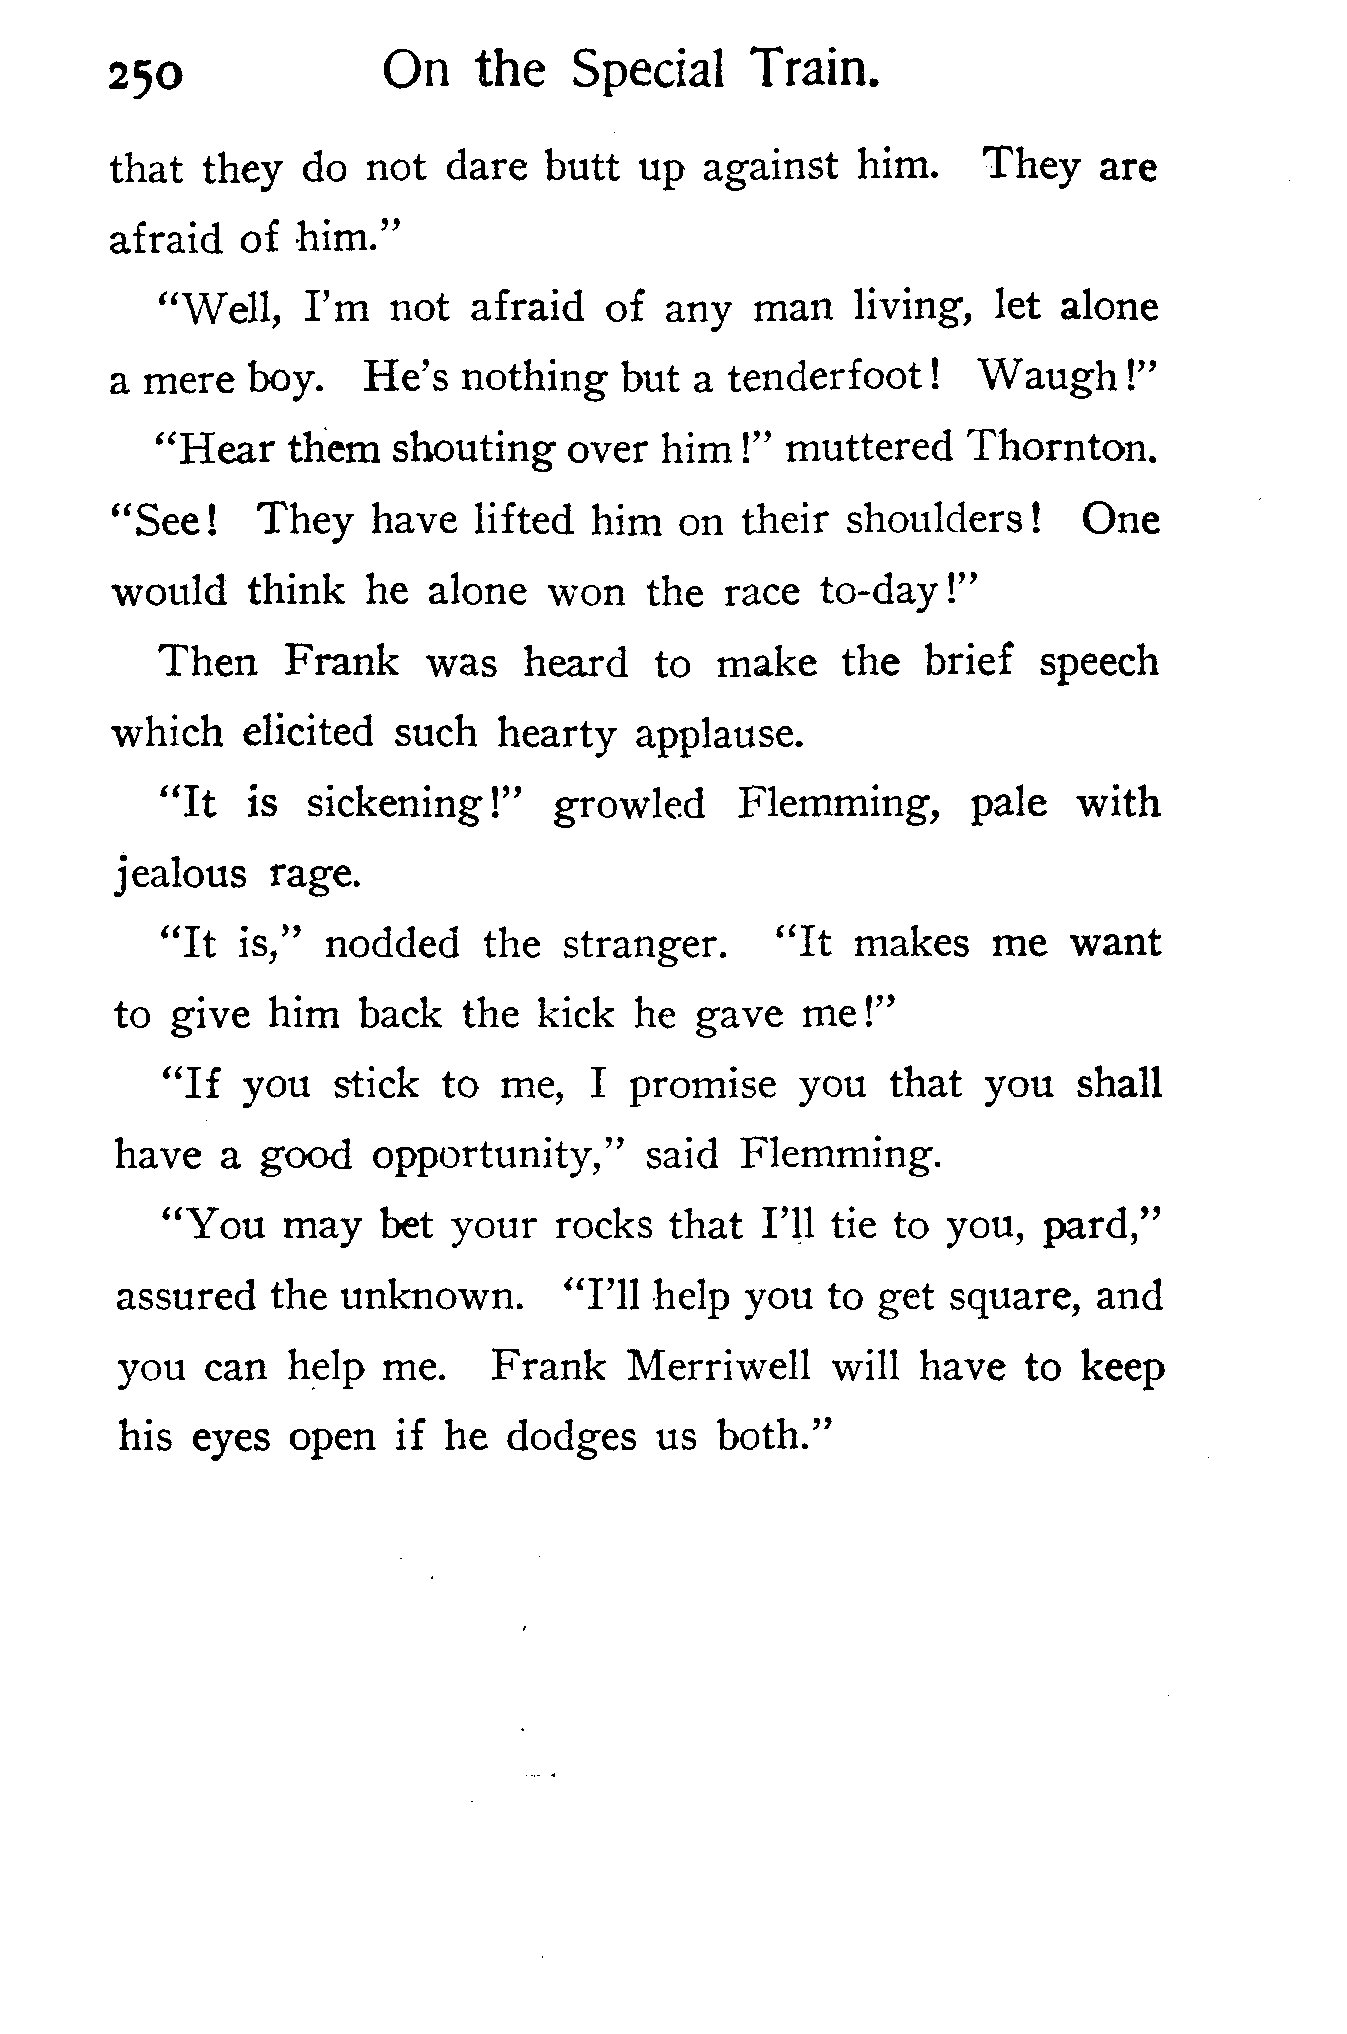 250 On the Special Train.
that they do not dare butt up against him. They are
afraid of him.”
“Well, I’m not afraid of any man living, let alone
a mere boy. He’s nothing but a tenderfoot! Waugh!”
“Hear them shouting over him!” muttered Thornton.
“See! They have lifted him on their shoulders! One
would think he alone won the race to-day!”
Then Frank was heard to make the brief speech
which elicited such hearty applause.
“It is sickening!” growled Flemming, pale with
jealous rage.
“It is,” nodded the stranger. “It makes me want
to give him back the kick he gave me!”
“If you stick to me, I promise you that you shall
have a good opportunity,” said Flemming.
“You may bet your rocks that I’ll tie to you, pard,”
assured the unknown. “I’ll help you to get square, and
you can help me. Frank Merriwell will have to keep
his eyes open if he dodges us both.”